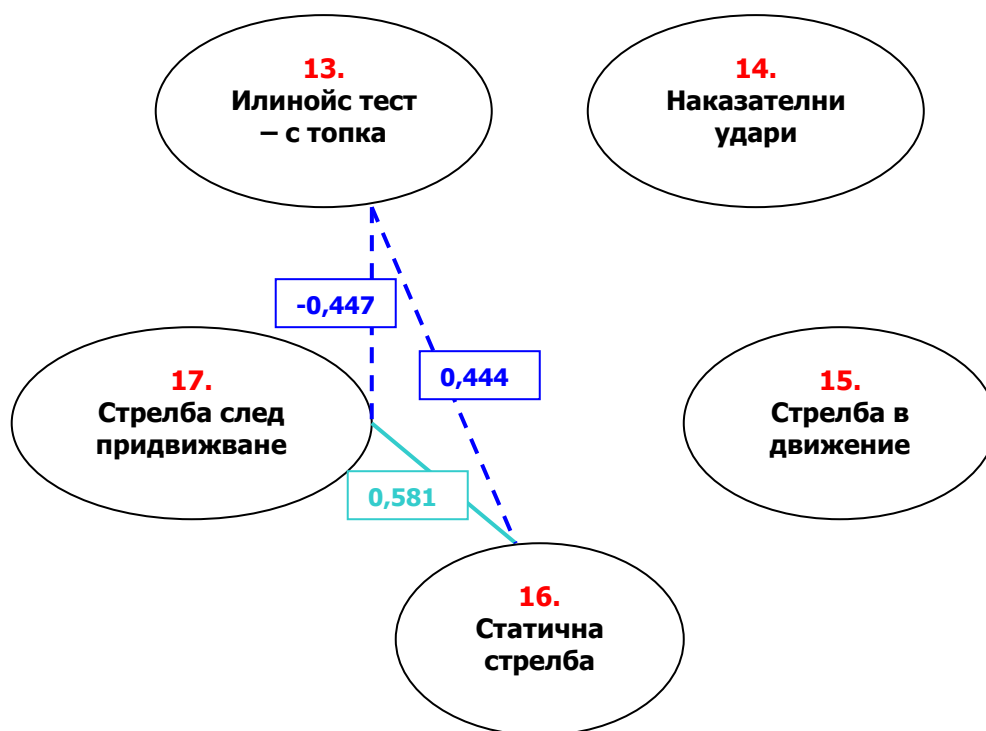 13.
Илинойс тест
– с топка
14.
Наказателни
удари
-0,447
0,444
17.
Стрелба след
придвижване
15.
Стрелба в
движение
0,581
16.
Статична
стрелба